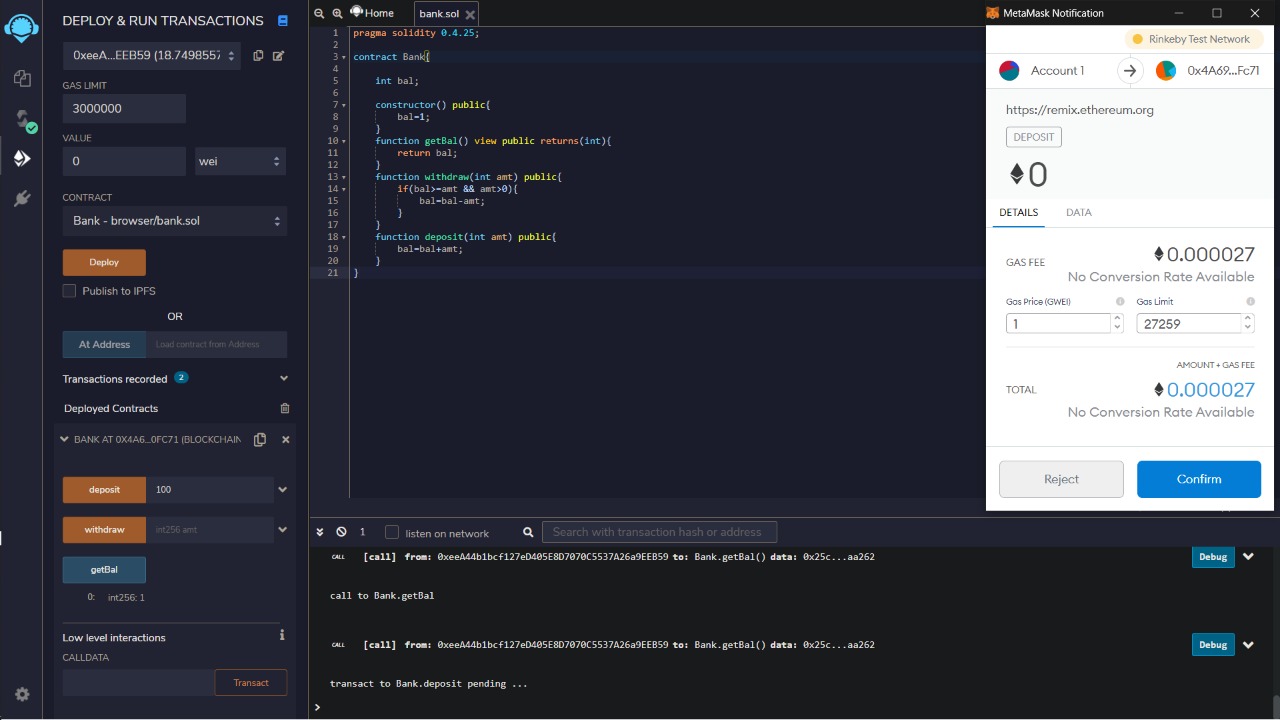 DEPLOY & RUN TRANSACTIONS
0xeeA...EEB59 (18.7498557
GAS LIMIT
3000000
VALUE
0
wei
CONTRACT
Bank - browser/bank.sol
Deploy
Publish to IPFS
OR
At Address
Load contract from Address
Transactions recorded 2
Deployed Contracts
BANK AT 0X4A6...0FC71 (BLOCKCHAIN
deposit
100
withdraw
int256 amt
getBal
0: int256: 1
Low level interactions
CALLDATA
Transact
Home
bank.sol
1 pragma solidity 0.4.25;
2
3 contract Bank{
4
5 int bal;
6
7 constructor() public{
8 bal=1;
9 }
10 function getBal() view public returns(int){
11 return bal;
12 }
13 function withdraw(int amt) public{
14 if(bal>=amt && amt>0){
15 bal=bal-amt;
16 }
17 }
18 function deposit(int amt) public{
19 bal=bal+amt;
20 }
21 }
1
listen on network
Search with transaction hash or address
CALL [call] from: 0xeeA44b1bcf127eD405E8D7070C5537A26a9EEB59 to: Bank.getBal() data: 0x25c...aa262
Debug
call to Bank.getBal
CALL [call] from: 0xeeA44b1bcf127eD405E8D7070C5537A26a9EEB59 to: Bank.getBal() data: 0x25c...aa262
Debug
transact to Bank.deposit pending ...
>
MetaMask Notification
Rinkeby Test Network
Account 1
0x4A69...Fc71
https://remix.ethereum.org
DEPOSIT
0
DETAILS
DATA
GAS FEE
0.000027
No Conversion Rate Available
Gas Price (GWEI)
Gas Limit
1
27259
AMOUNT + GAS FEE
TOTAL
0.000027
No Conversion Rate Available
Reject
Confirm